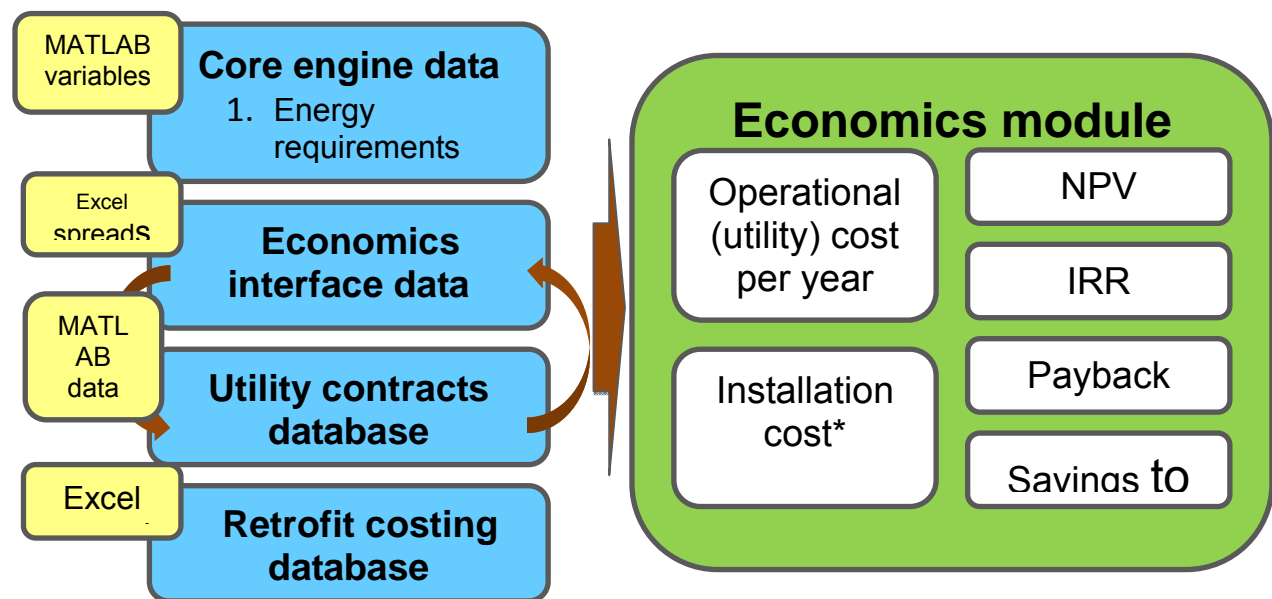 MATLAB
variables
Core engine data
1. Energy
requirements
Excel
spreads
Economics
interface data
MATL
AB
data
Utility contracts
database
Excel
Retrofit costing
database
Economics module
Operational
(utility) cost
per year
Installation
cost*
NPV
IRR
Payback
Savings to